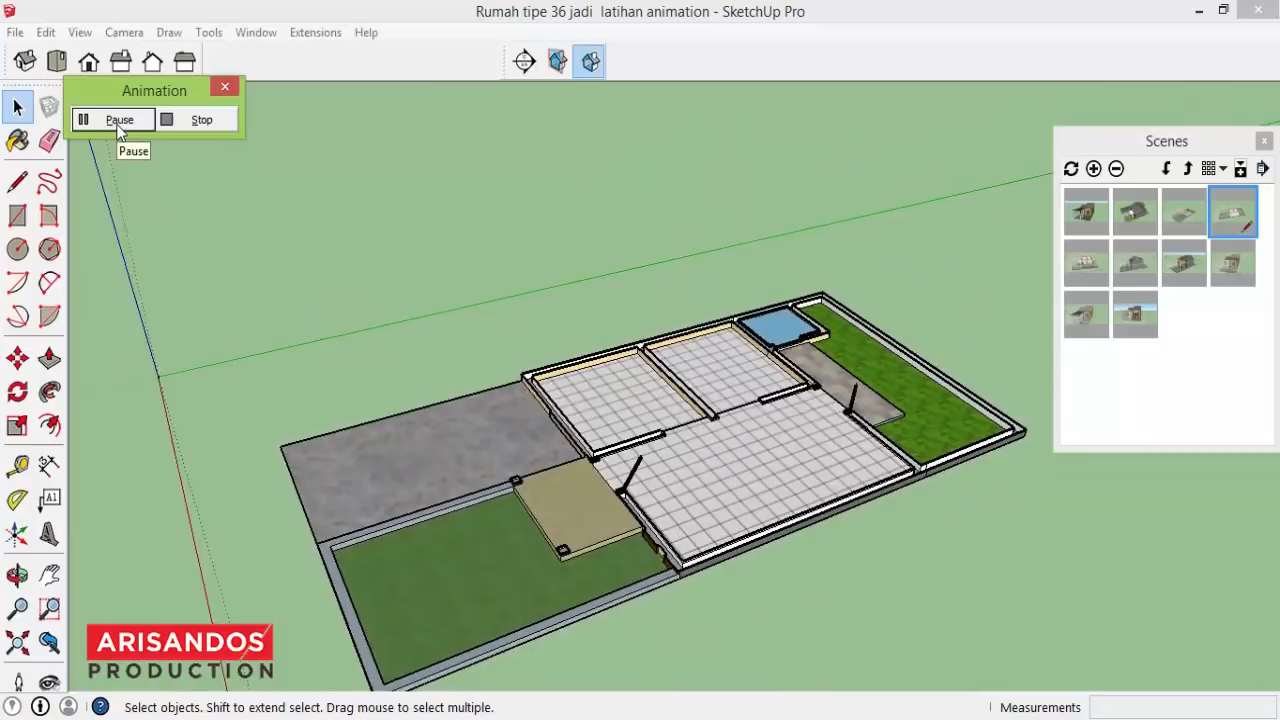 Rumah tipe 36 jadi latihan animation - SketchUp Pro
File Edit View Camera Draw Tools Window Extensions Help
Animation
Pause Stop
Pause
Scenes
A1
ARISANDOS
PRODUCTION
Select objects. Shift to extend select. Drag mouse to select multiple.
Measurements